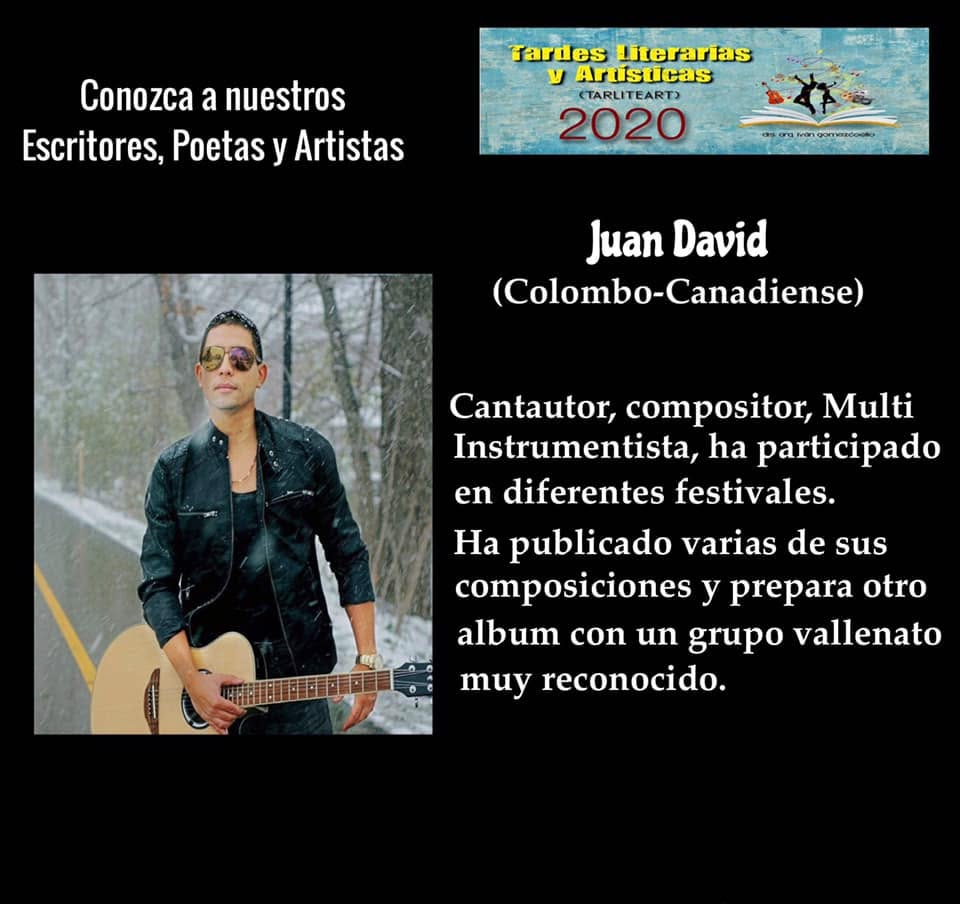 Conozca a nuestros
Escritores, Poetas y Artistas
Tardes Literarias
y Artísticas
(TARLITEART)
2020
Juan David
(Colombo-Canadiense)
Cantautor, compositor, Multi
Instrumentista, ha participado
en diferentes festivales.
Ha publicado varias de sus
composiciones y prepara otro
album con un grupo vallenato
muy reconocido.